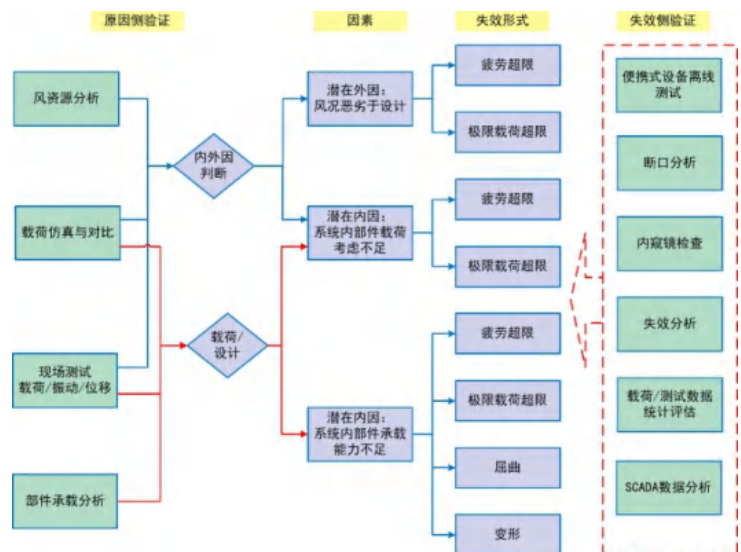 原因侧验证
因素
失效形式
失效侧验证
风资源分析
载荷仿真与对比
现场测试
载荷/振动/位移
部件承载分析
内外因
判断
载荷/
设计
潜在外因：
风况恶劣于设计
潜在内因：
系统内部件载荷
考虑不足
潜在内因：
系统内部件承载
能力不足
疲劳超限
极限载荷超限
疲劳超限
极限载荷超限
疲劳超限
极限载荷超限
屈曲
变形
便携式设备离线
测试
断口分析
内窥镜检查
失效分析
载荷/测试数据
统计评估
SCADA数据分析